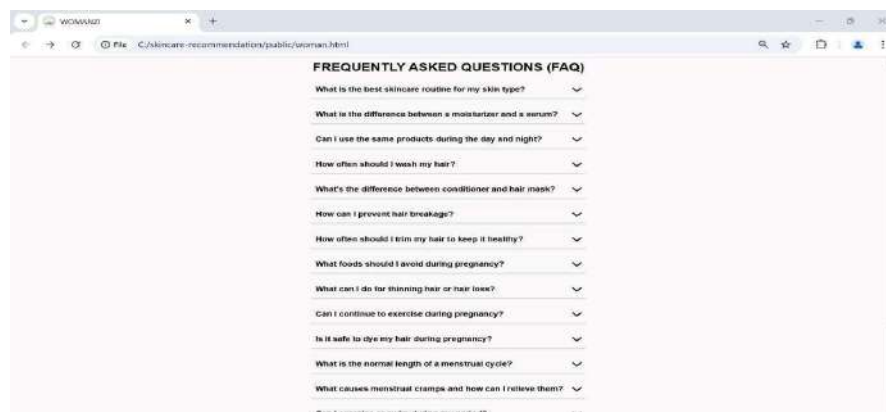 WOMANZI
File C:/skincare-recommendation/public/woman.html
FREQUENTLY ASKED QUESTIONS (FAQ)
What is the best skincare routine for my skin type?
What is the difference between a moisturizer and a serum?
Can I use the same products during the day and night?
How often should I wash my hair?
What's the difference between conditioner and hair mask?
How can I prevent hair breakage?
How often should I trim my hair to keep it healthy?
What foods should I avoid during pregnancy?
What can I do for thinning hair or hair loss?
Can I continue to exercise during pregnancy?
Is it safe to dye my hair during pregnancy?
What is the normal length of a menstrual cycle?
What causes menstrual cramps and how can I relieve them?